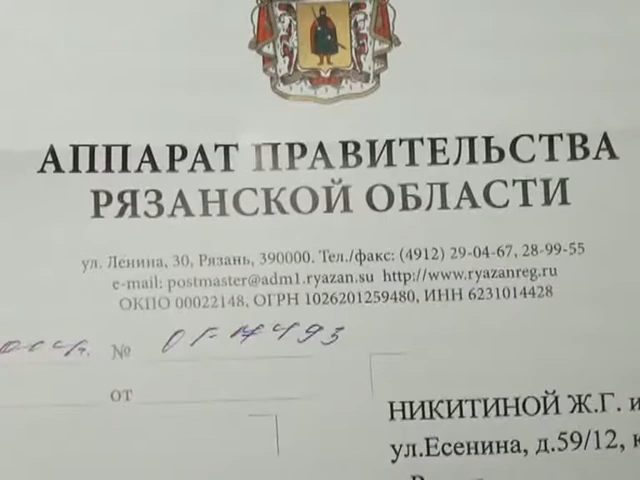 АППАРАТ ПРАВИТЕЛЬСТВА
РЯЗАНСКОЙ ОБЛАСТИ
ул. Ленина, 30, Рязань, 390000. Тел./факс: (4912) 29-04-67, 28-99-55
e-mail: postmaster@adm1.ryazan.su http://www.ryazanreg.ru
ОКПО 00022148, ОГРН 1026201259480, ИНН 6231014428
№
от
НИКИТИНОЙ Ж.Г. и
ул.Есенина, д.59/12, к